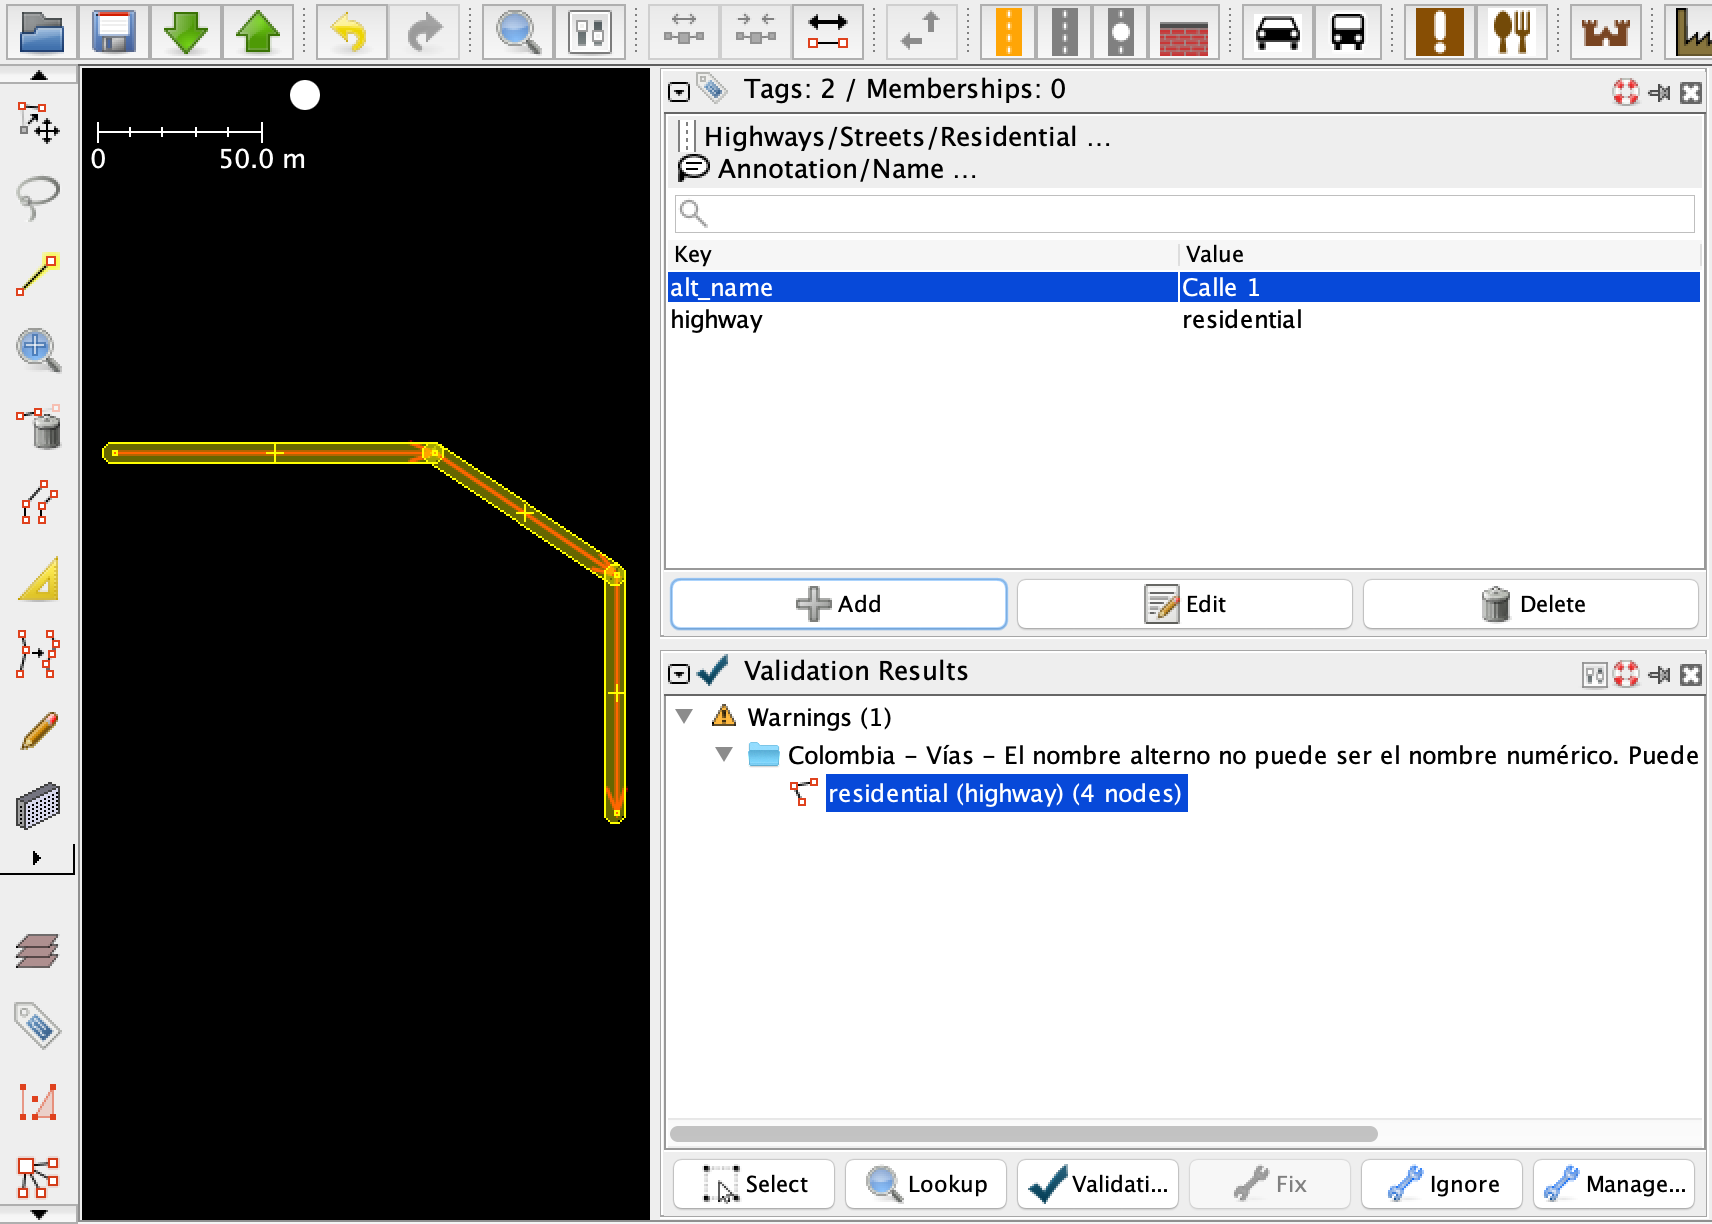 Tags: 2 / Memberships: 0
0 50.0 m
Highways/Streets/Residential ...
Annotation/Name ...
Key Value
alt_name Calle 1
highway residential
Add Edit Delete
Validation Results
Warnings (1)
Colombia – Vías – El nombre alterno no puede ser el nombre numérico. Puede
residential (highway) (4 nodes)
Select Lookup Validati... Fix Ignore Manage...